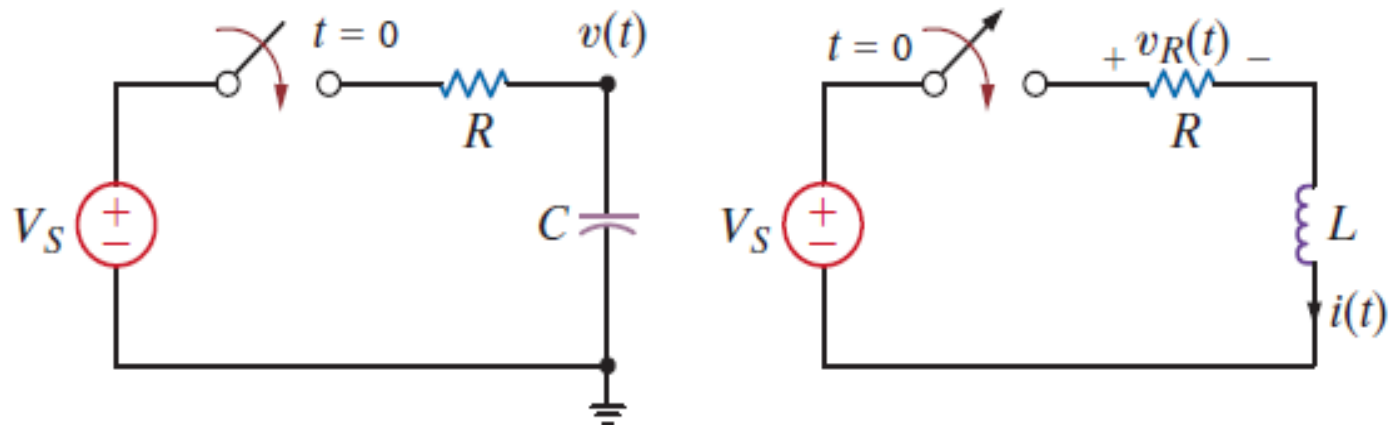 t = 0
v(t)
R
V_S
+
−
C
t = 0
+ v_R(t) −
R
V_S
+
−
L
i(t)